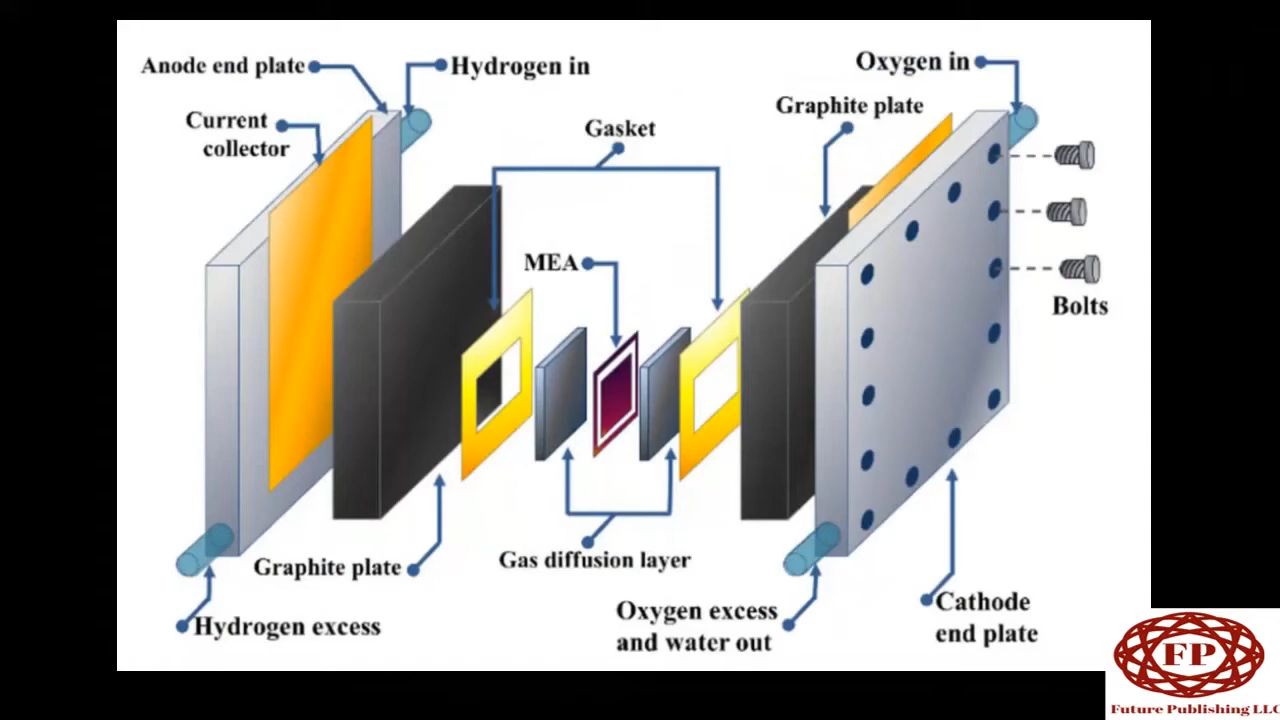 Anode end plate
Hydrogen in
Oxygen in
Current
collector
Gasket
Graphite plate
MEA
Bolts
Graphite plate
Gas diffusion layer
Hydrogen excess
Oxygen excess
and water out
Cathode
end plate
FP
Future Publishing LLC